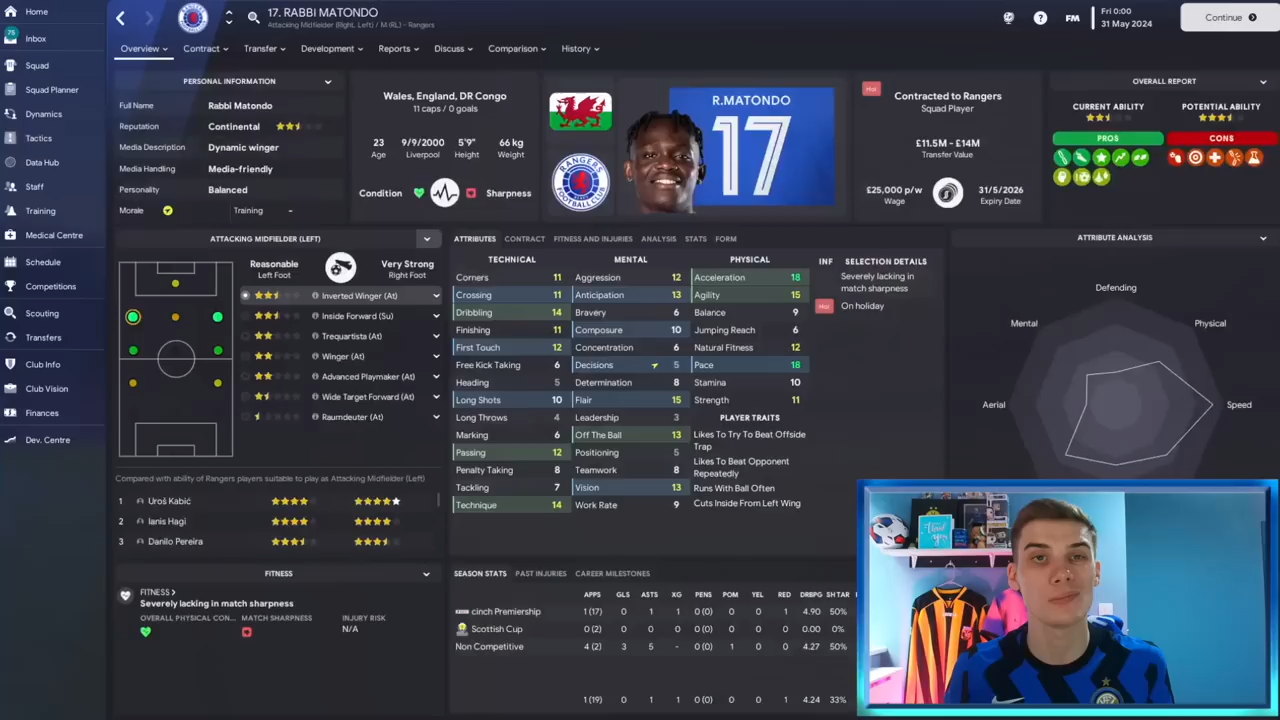 Home
75
Inbox
Squad
Squad Planner
Dynamics
Tactics
Data Hub
Staff
Training
Medical Centre
Schedule
Competitions
Scouting
Transfers
Club Info
Club Vision
Finances
Dev. Centre
17. RABBI MATONDO
Attacking Midfielder (Right, Left) / M (RL) - Rangers
FM
Fri 0:00
31 May 2024
Continue
Overview
Contract
Transfer
Development
Reports
Discuss
Comparison
History
PERSONAL INFORMATION
Full Name Rabbi Matondo
Reputation Continental
Media Description Dynamic winger
Media Handling Media-friendly
Personality Balanced
Morale Training -
Wales, England, DR Congo
11 caps / 0 goals
23 9/9/2000 5'9" 66 kg
Age Liverpool Height Weight
Condition Sharpness
R.MATONDO
17
Hol
Contracted to Rangers
Squad Player
£11.5M - £14M
Transfer Value
£25,000 p/w 31/5/2026
Wage Expiry Date
OVERALL REPORT
CURRENT ABILITY POTENTIAL ABILITY
PROS CONS
ATTACKING MIDFIELDER (LEFT)
Reasonable Very Strong
Left Foot Right Foot
Inverted Winger (At)
Inside Forward (Su)
Trequartista (At)
Winger (At)
Advanced Playmaker (At)
Wide Target Forward (At)
Raumdeuter (At)
Compared with ability of Rangers players suitable to play as Attacking Midfielder (Left)
1 Uroš Kabić
2 Ianis Hagi
3 Danilo Pereira
FITNESS
FITNESS >
Severely lacking in match sharpness
OVERALL PHYSICAL CON... MATCH SHARPNESS INJURY RISK
N/A
ATTRIBUTES CONTRACT FITNESS AND INJURIES ANALYSIS STATS FORM
TECHNICAL
Corners 11
Crossing 11
Dribbling 14
Finishing 11
First Touch 12
Free Kick Taking 6
Heading 5
Long Shots 10
Long Throws 4
Marking 6
Passing 12
Penalty Taking 8
Tackling 7
Technique 14
MENTAL
Aggression 12
Anticipation 13
Bravery 6
Composure 10
Concentration 6
Decisions 5
Determination 8
Flair 15
Leadership 3
Off The Ball 13
Positioning 5
Teamwork 8
Vision 13
Work Rate 9
PHYSICAL
Acceleration 18
Agility 15
Balance 9
Jumping Reach 6
Natural Fitness 12
Pace 18
Stamina 10
Strength 11
PLAYER TRAITS
Likes To Try To Beat Offside
Trap
Likes To Beat Opponent
Repeatedly
Runs With Ball Often
Cuts Inside From Left Wing
INF SELECTION DETAILS
Severely lacking in
match sharpness
Hol On holiday
ATTRIBUTE ANALYSIS
Defending
Mental Physical
Aerial Speed
SEASON STATS PAST INJURIES CAREER MILESTONES
APPS GLS ASTS XG PENS POM YEL RED DRBPG SH TAR
cinch Premiership 1 (17) 0 1 1 0 (0) 0 0 1 4.90 50%
Scottish Cup 0 (2) 0 0 0 0 (0) 0 0 0 0.00 0%
Non Competitive 4 (2) 3 5 - 0 (0) 1 0 0 4.27 50%
1 (19) 0 1 1 0 (0) 0 0 1 4.24 33%